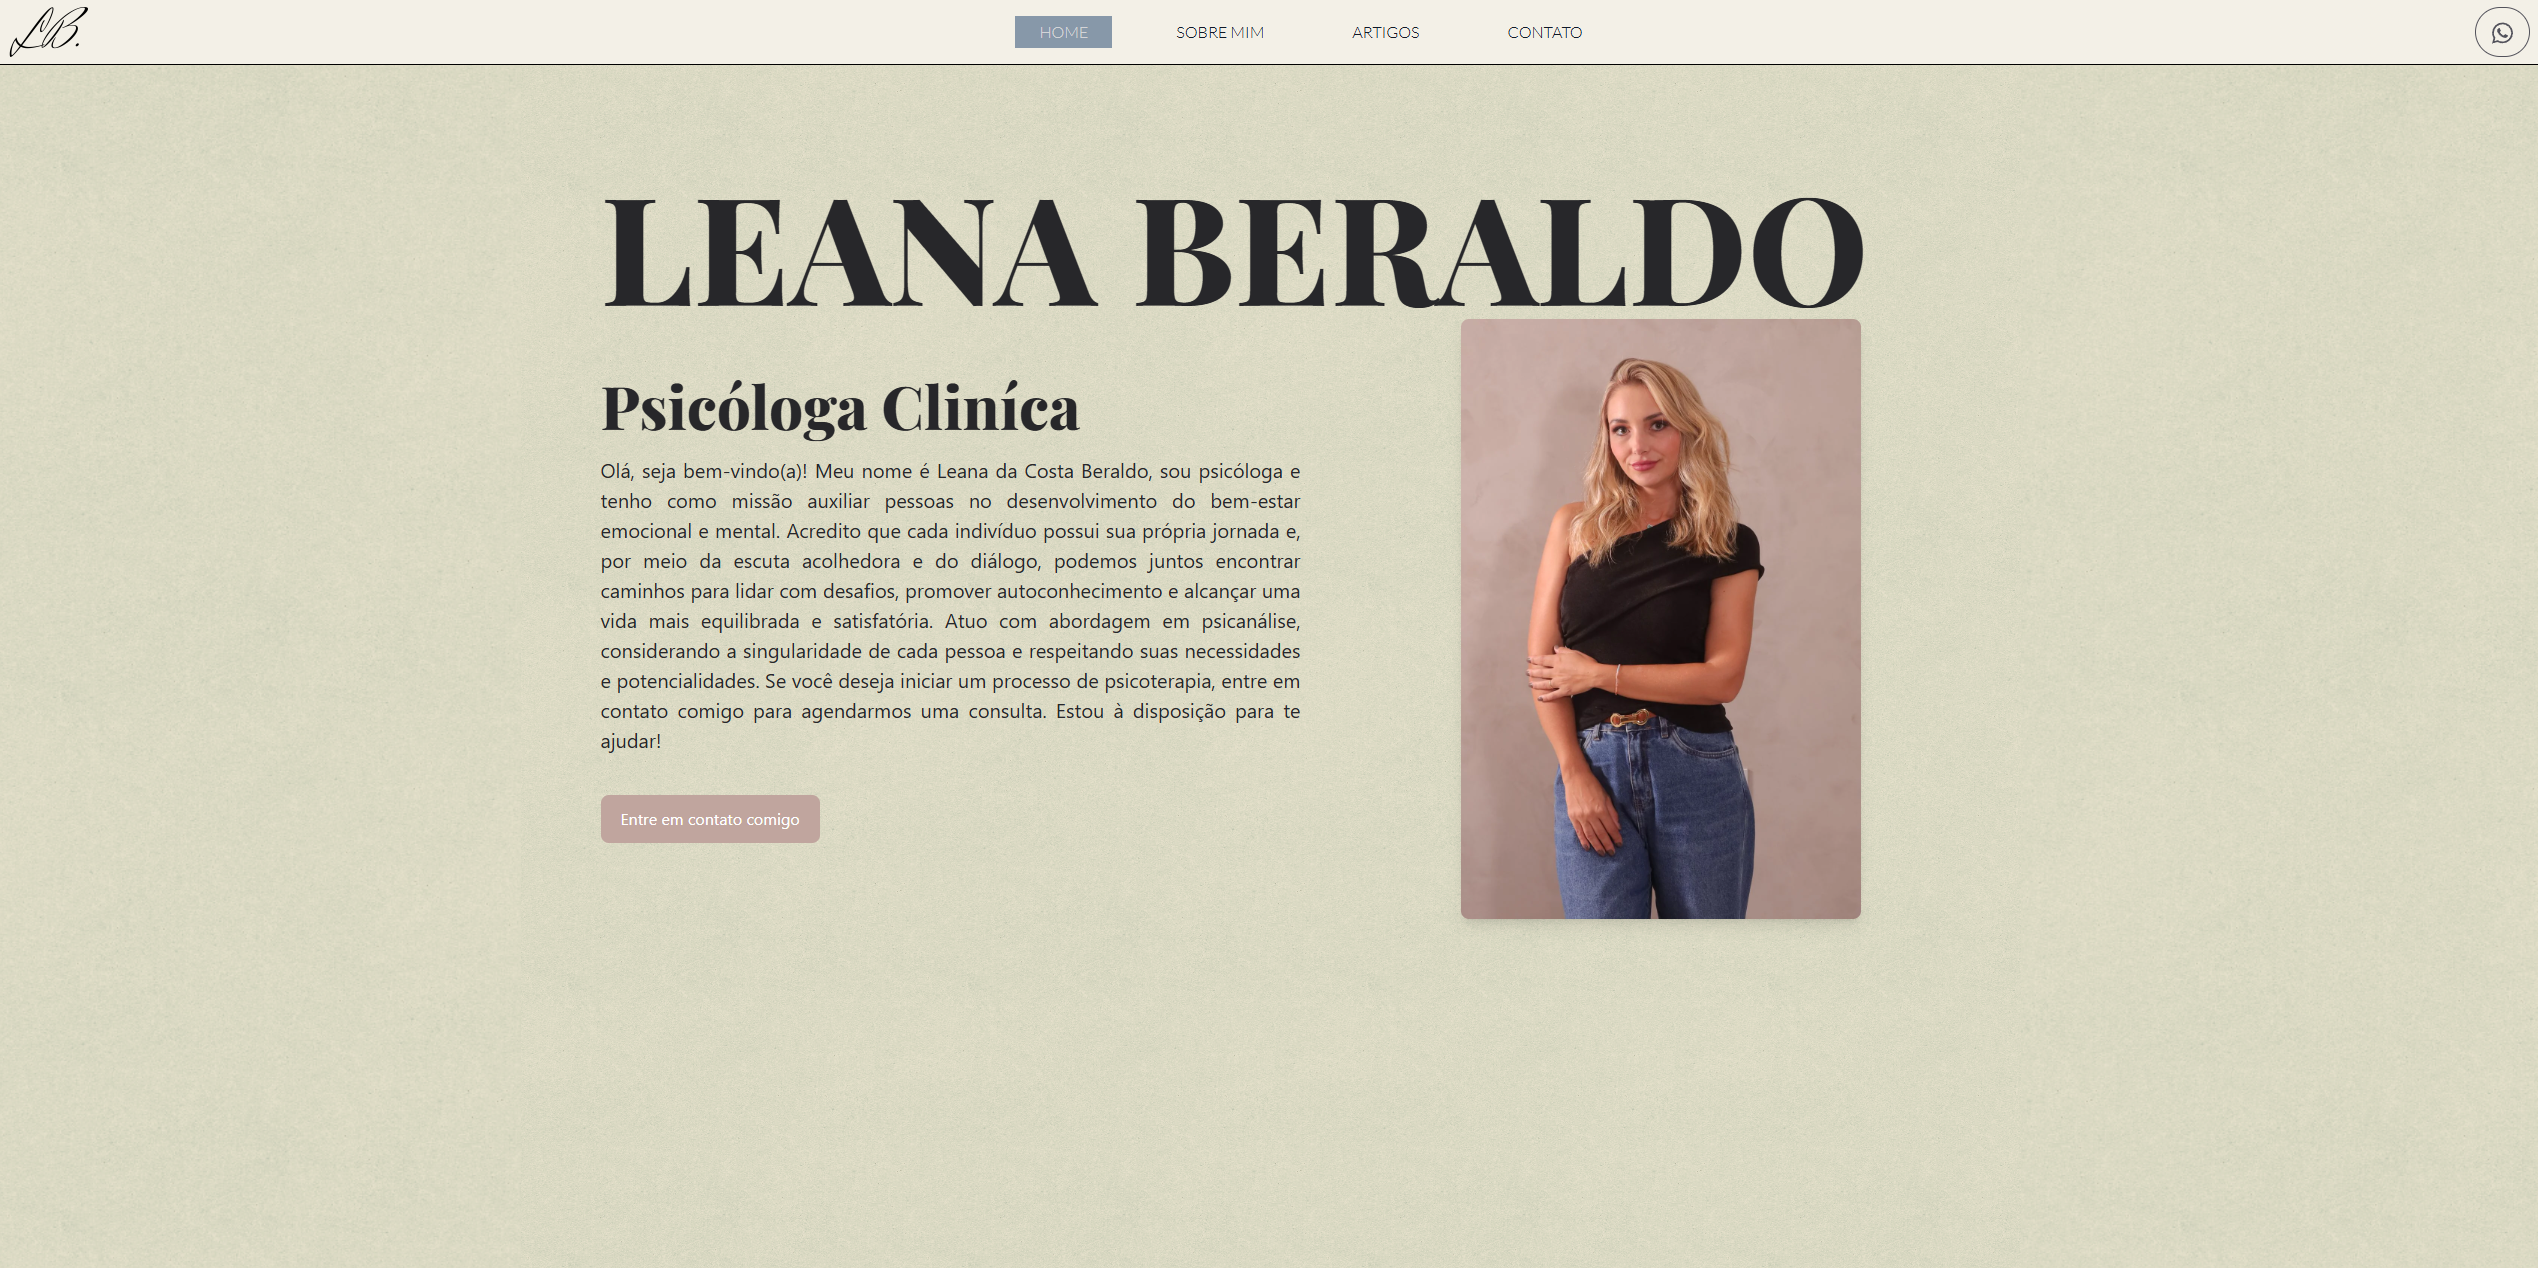 LB.
HOME
SOBRE MIM
ARTIGOS
CONTATO
LEANA BERALDO
Psicóloga Cliníca
Olá, seja bem-vindo(a)! Meu nome é Leana da Costa Beraldo, sou psicóloga e
tenho como missão auxiliar pessoas no desenvolvimento do bem-estar
emocional e mental. Acredito que cada indivíduo possui sua própria jornada e,
por meio da escuta acolhedora e do diálogo, podemos juntos encontrar
caminhos para lidar com desafios, promover autoconhecimento e alcançar uma
vida mais equilibrada e satisfatória. Atuo com abordagem em psicanálise,
considerando a singularidade de cada pessoa e respeitando suas necessidades
e potencialidades. Se você deseja iniciar um processo de psicoterapia, entre em
contato comigo para agendarmos uma consulta. Estou à disposição para te
ajudar!
Entre em contato comigo